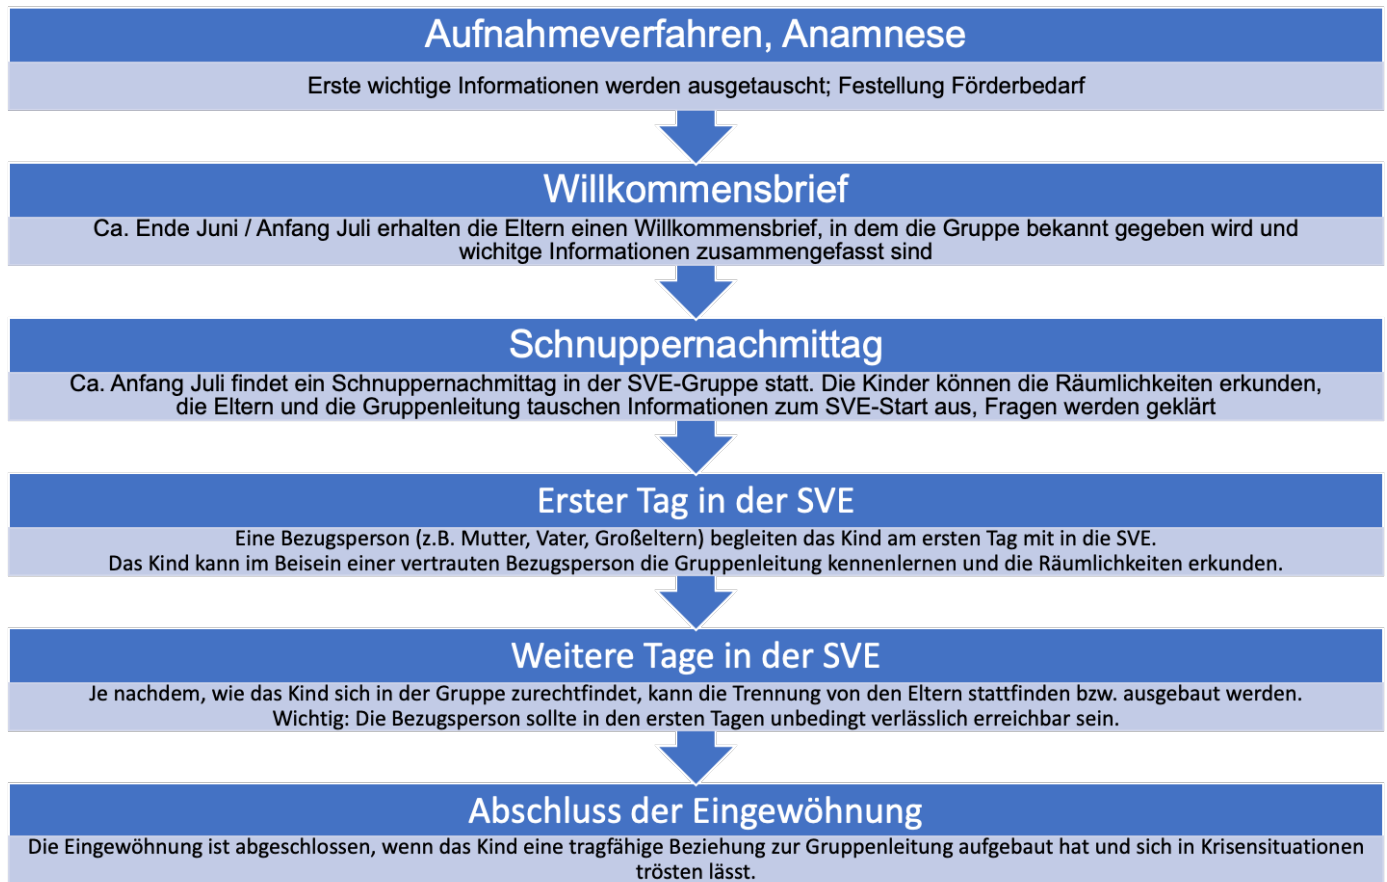 Aufnahmeverfahren, Anamnese
Erste wichtige Informationen werden ausgetauscht; Festellung Förderbedarf
Willkommensbrief
Ca. Ende Juni / Anfang Juli erhalten die Eltern einen Willkommensbrief, in dem die Gruppe bekannt gegeben wird und
wichitge Informationen zusammengefasst sind
Schnuppernachmittag
Ca. Anfang Juli findet ein Schnuppernachmittag in der SVE-Gruppe statt. Die Kinder können die Räumlichkeiten erkunden,
die Eltern und die Gruppenleitung tauschen Informationen zum SVE-Start aus, Fragen werden geklärt
Erster Tag in der SVE
Eine Bezugsperson (z.B. Mutter, Vater, Großeltern) begleiten das Kind am ersten Tag mit in die SVE.
Das Kind kann im Beisein einer vertrauten Bezugsperson die Gruppenleitung kennenlernen und die Räumlichkeiten erkunden.
Weitere Tage in der SVE
Je nachdem, wie das Kind sich in der Gruppe zurechtfindet, kann die Trennung von den Eltern stattfinden bzw. ausgebaut werden.
Wichtig: Die Bezugsperson sollte in den ersten Tagen unbedingt verlässlich erreichbar sein.
Abschluss der Eingewöhnung
Die Eingewöhnung ist abgeschlossen, wenn das Kind eine tragfähige Beziehung zur Gruppenleitung aufgebaut hat und sich in Krisensituationen
trösten lässt.